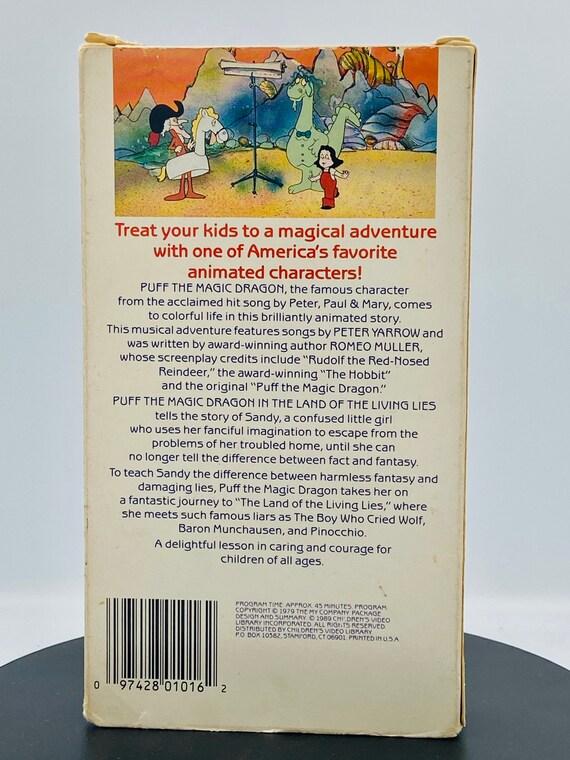 Treat your kids to a magical adventure
with one of America's favorite
animated characters!
PUFF THE MAGIC DRAGON, the famous character
from the acclaimed hit song by Peter, Paul & Mary, comes
to colorful life in this brilliantly animated story.
This musical adventure features songs by PETER YARROW and
was written by award-winning author ROMEO MULLER,
whose screenplay credits include "Rudolf the Red-Nosed
Reindeer," the award-winning "The Hobbit"
and the original "Puff the Magic Dragon."
PUFF THE MAGIC DRAGON IN THE LAND OF THE LIVING LIES
tells the story of Sandy, a confused little girl
who uses her fanciful imagination to escape from the
problems of her troubled home, until she can
no longer tell the difference between fact and fantasy.
To teach Sandy the difference between harmless fantasy and
damaging lies, Puff the Magic Dragon takes her on
a fantastic journey to "The Land of the Living Lies," where
she meets such famous liars as The Boy Who Cried Wolf,
Baron Munchausen, and Pinocchio.
A delightful lesson in caring and courage for
children of all ages.
PROGRAM TIME: APPROX. 45 MINUTES. PROGRAM
COPYRIGHT © 1979 THE MY COMPANY. PACKAGE
DESIGN AND SUMMARY: © 1989 CHILDREN'S VIDEO
LIBRARY INCORPORATED. ALL RIGHTS RESERVED.
DISTRIBUTED BY CHILDREN'S VIDEO LIBRARY
P.O. BOX 10582, STAMFORD, CT 06901. PRINTED IN U.S.A.
0 97428 01016 2